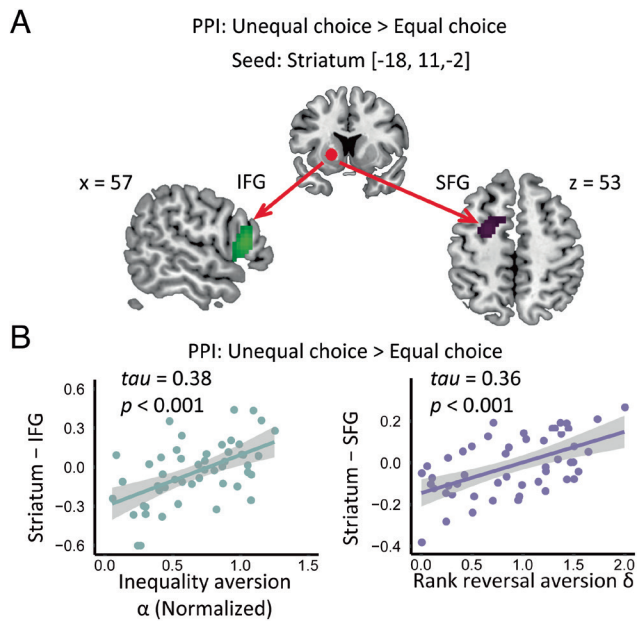 A
PPI: Unequal choice > Equal choice
Seed: Striatum [-18, 11,-2]
x = 57
IFG
SFG
z = 53
B
PPI: Unequal choice > Equal choice
tau = 0.38
p < 0.001
Striatum – IFG
0.6
0.3
0.0
−0.3
−0.6
0.0 0.5 1.0 1.5
Inequality aversion
α (Normalized)
tau = 0.36
p < 0.001
Striatum – SFG
0.2
0.0
−0.2
−0.4
0.0 0.5 1.0 1.5 2.0
Rank reversal aversion δ